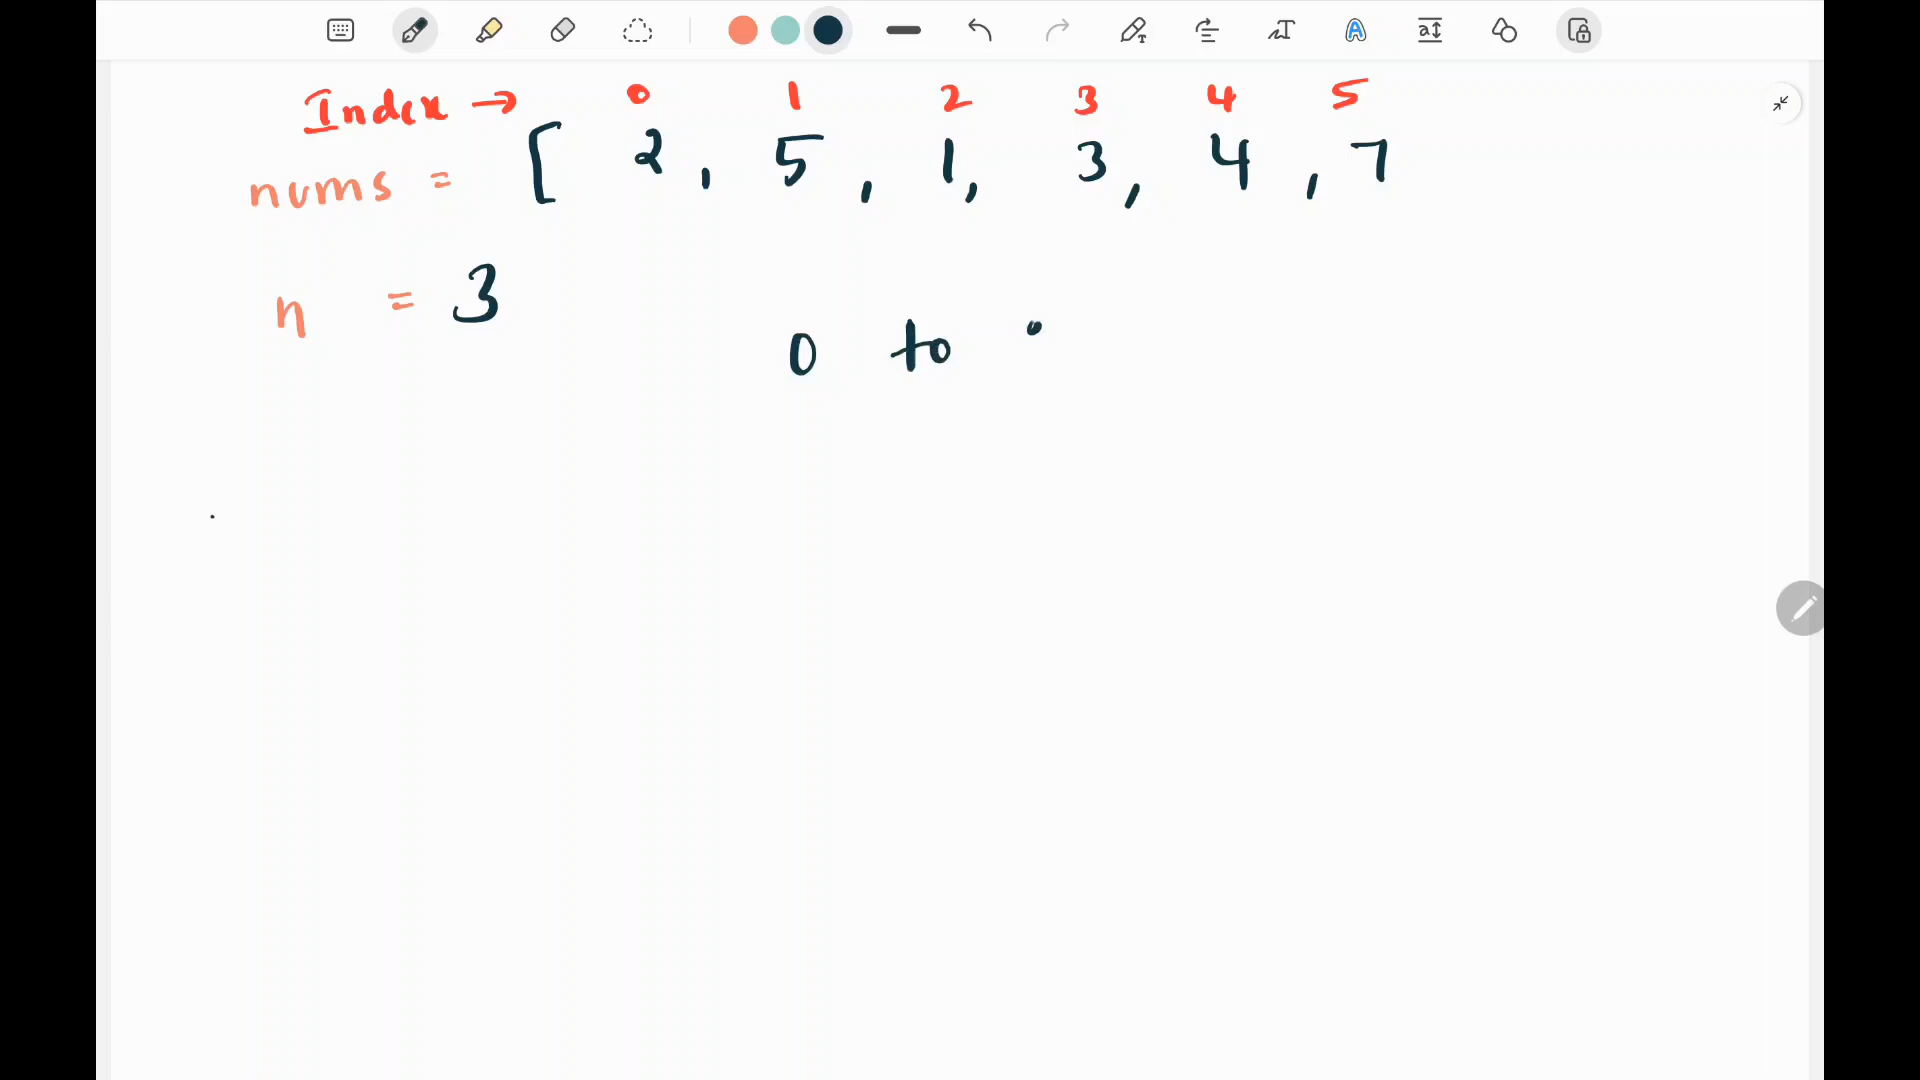 Index → 0 1 2 3 4 5
nums = [ 2 , 5 , 1 , 3 , 4 , 7
n = 3
0 to